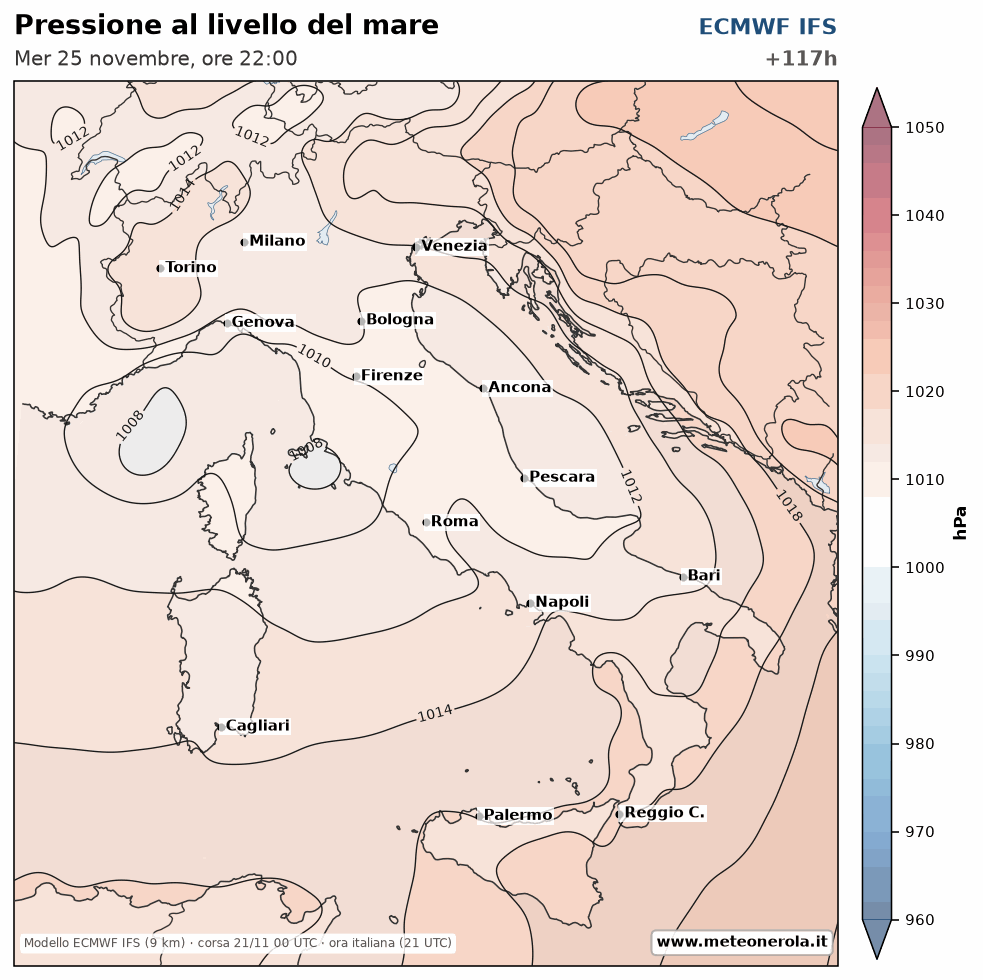 Pressione al livello del mare
ECMWF IFS
Mer 25 novembre, ore 22:00
+117h
1012
1012
1012
1014
Milano
Venezia
Torino
Genova
Bologna
1010
Firenze
Ancona
1008
1008
Pescara
1012
1018
Roma
Bari
Napoli
1014
Cagliari
Palermo
Reggio C.
Modello ECMWF IFS (9 km) · corsa 21/11 00 UTC · ora italiana (21 UTC)
www.meteonerola.it
1050
1040
1030
1020
1010
1000
990
980
970
960
hPa